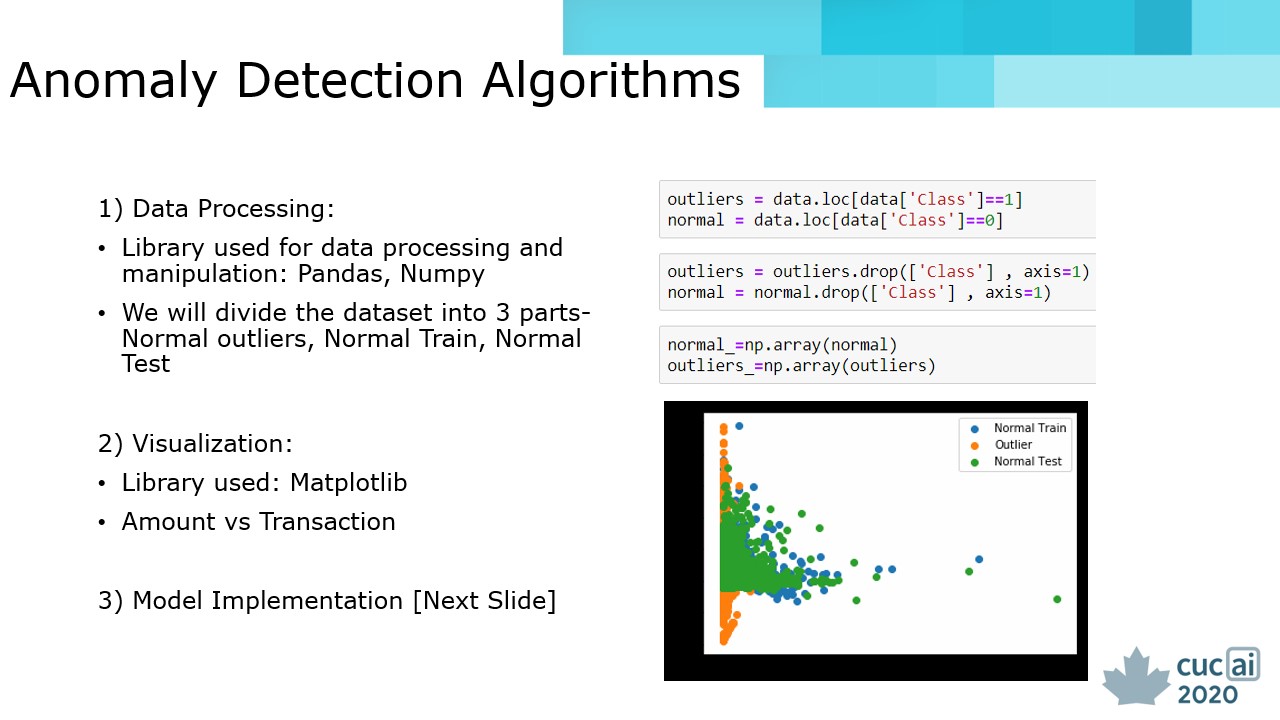 Anomaly Detection Algorithms
1) Data Processing:
• Library used for data processing and
manipulation: Pandas, Numpy
• We will divide the dataset into 3 parts-
Normal outliers, Normal Train, Normal
Test
2) Visualization:
• Library used: Matplotlib
• Amount vs Transaction
3) Model Implementation [Next Slide]
outliers = data.loc[data['Class']==1]
normal = data.loc[data['Class']==0]
outliers = outliers.drop(['Class'] , axis=1)
normal = normal.drop(['Class'] , axis=1)
normal_=np.array(normal)
outliers_=np.array(outliers)
Normal Train
Outlier
Normal Test
cuc ai
2020